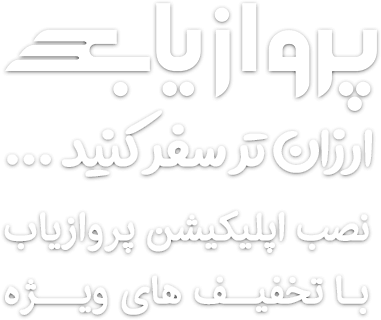 پروازیاب
ارزان تر سفر کنید ...
نصب اپلیکیشن پروازیاب
با تخفیف های ویژه